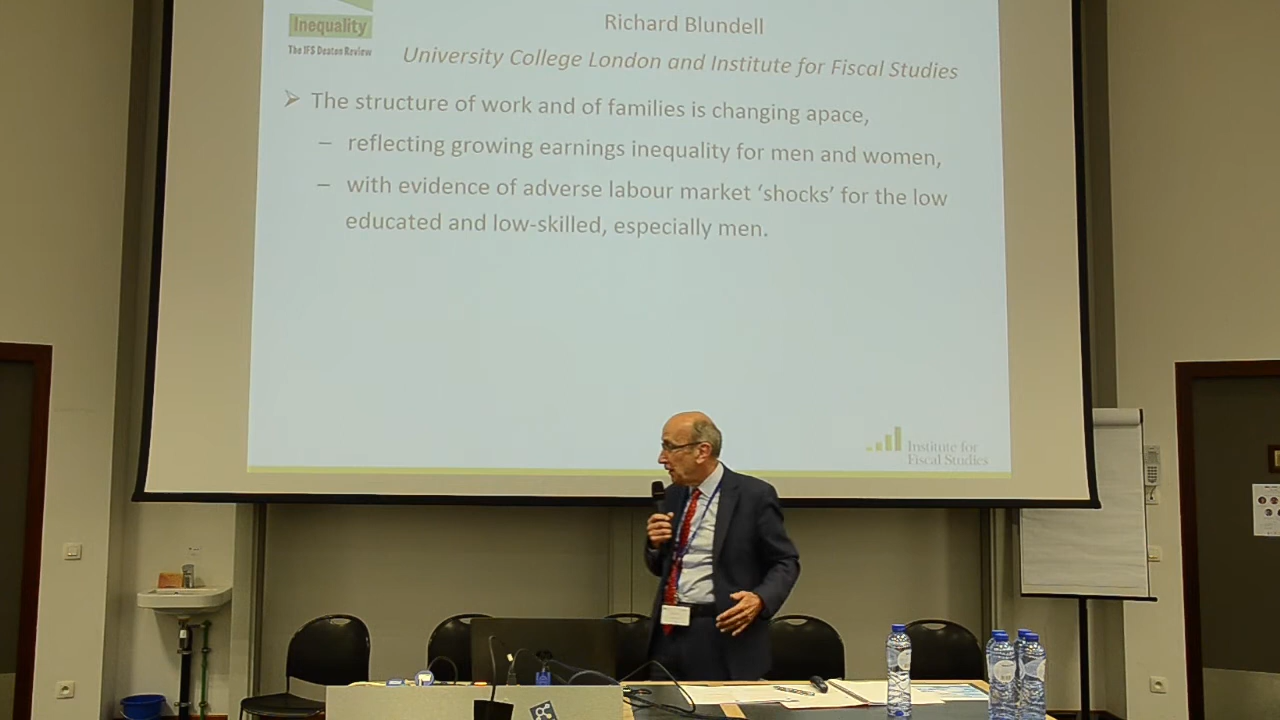 Inequality
The IFS Deaton Review
Richard Blundell
University College London and Institute for Fiscal Studies
➢ The structure of work and of families is changing apace,
– reflecting growing earnings inequality for men and women,
– with evidence of adverse labour market ‘shocks’ for the low
educated and low-skilled, especially men.
Institute for
Fiscal Studies